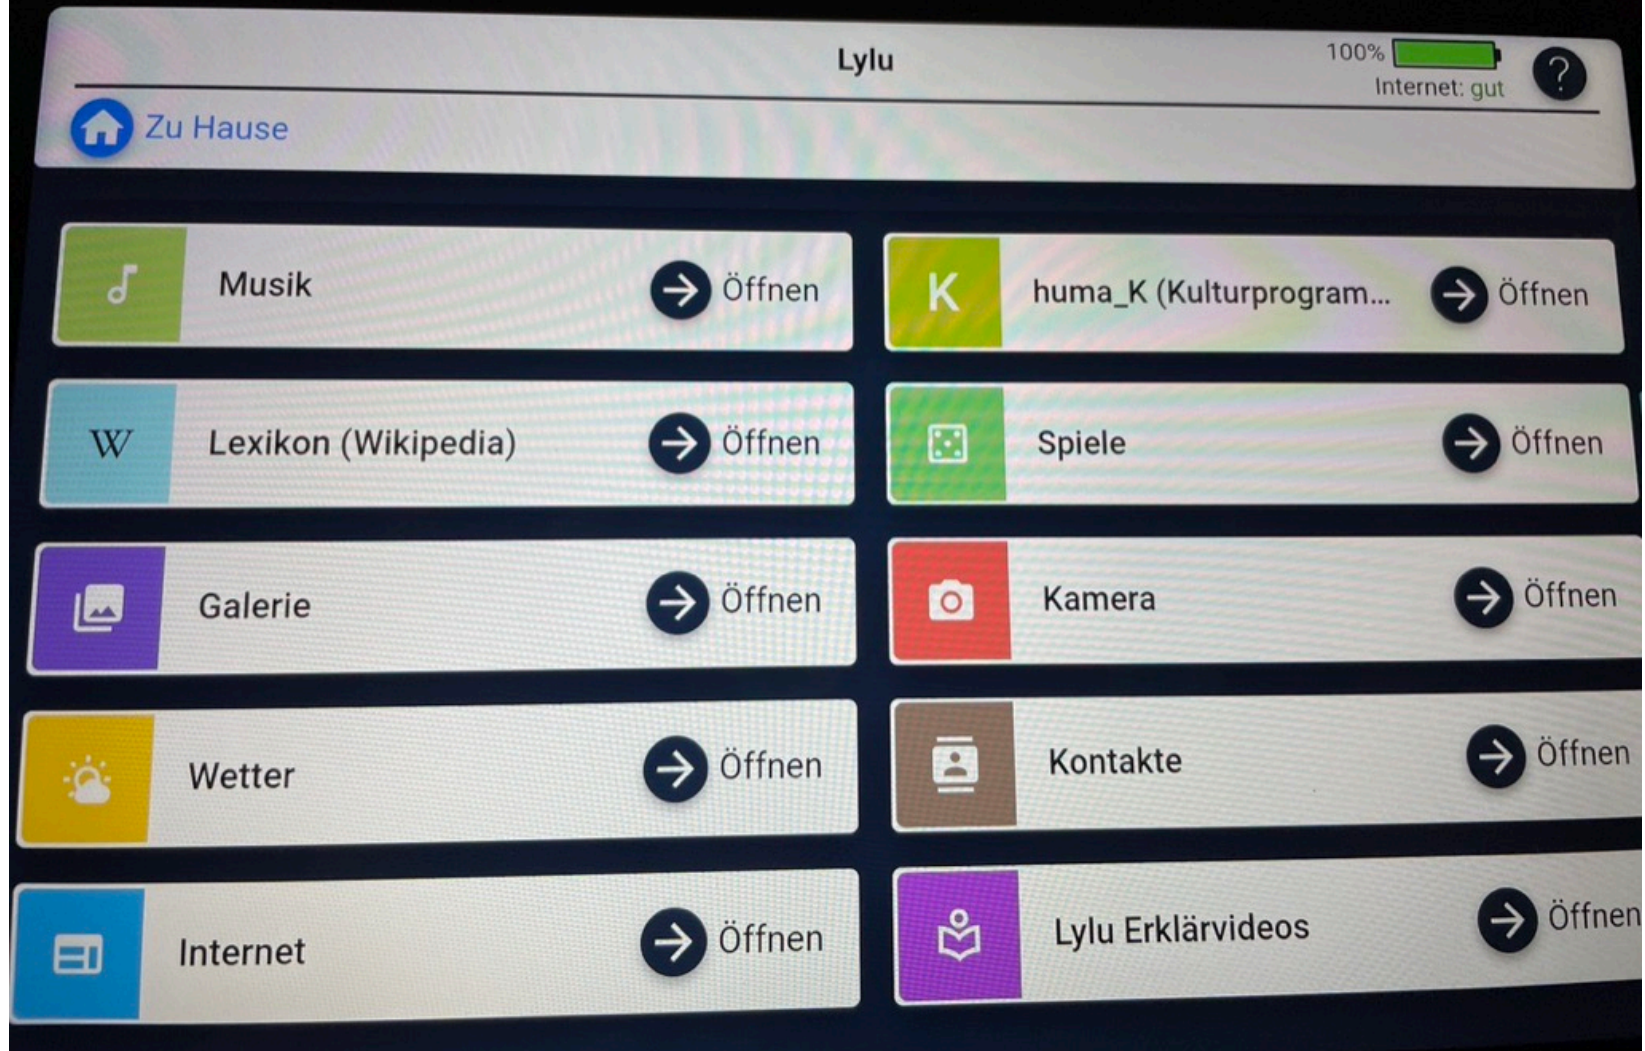 Lylu
100%
Internet: gut
?
Zu Hause
Musik
Öffnen
K
huma_K (Kulturprogram...
Öffnen
W
Lexikon (Wikipedia)
Öffnen
Spiele
Öffnen
Galerie
Öffnen
Kamera
Öffnen
Wetter
Öffnen
Kontakte
Öffnen
Internet
Öffnen
Lylu Erklärvideos
Öffnen